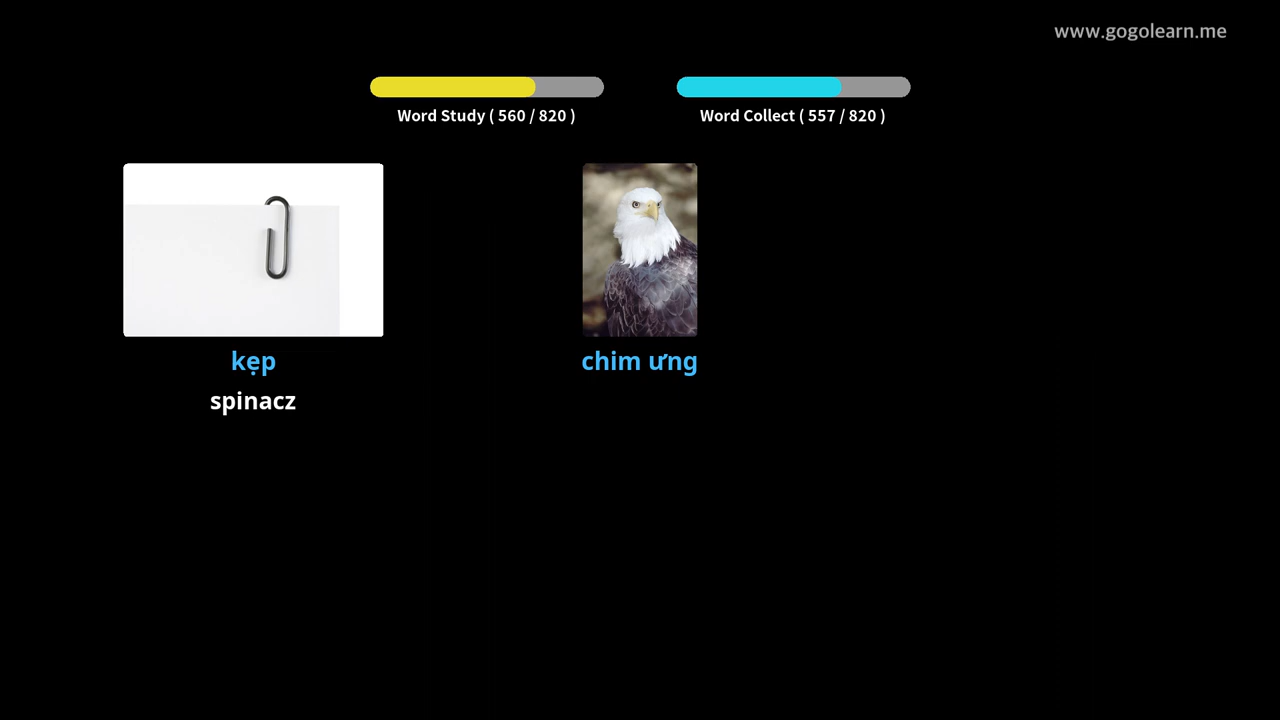 www.gogolearn.me
Word Study ( 560 / 820 )
Word Collect ( 557 / 820 )
kẹp
chim ưng
spinacz